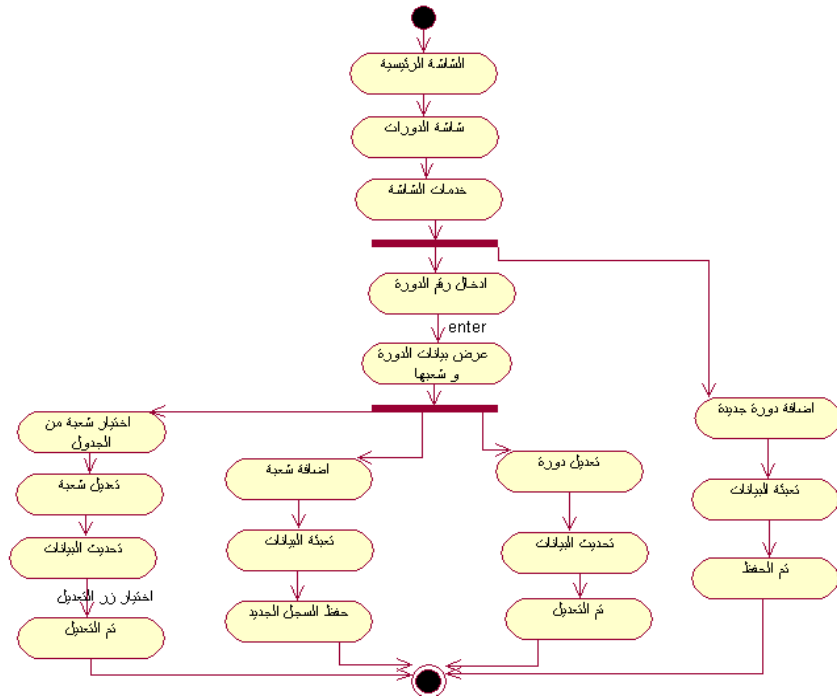 الشاشة الرئيسية
شاشة الدورات
خدمات الشاشة
ادخال رقم الدورة
enter
عرض بيانات الدورة
و شعبها
اضافة دورة جديدة
تعبئة البيانات
تم الحفظ
تعديل دورة
تحديث البيانات
تم التعديل
اضافة شعبة
تعبئة البيانات
حفظ السجل الجديد
اختيار شعبة من
الجدول
تعديل شعبة
تحديث البيانات
اختيار زر التعديل
تم التعديل